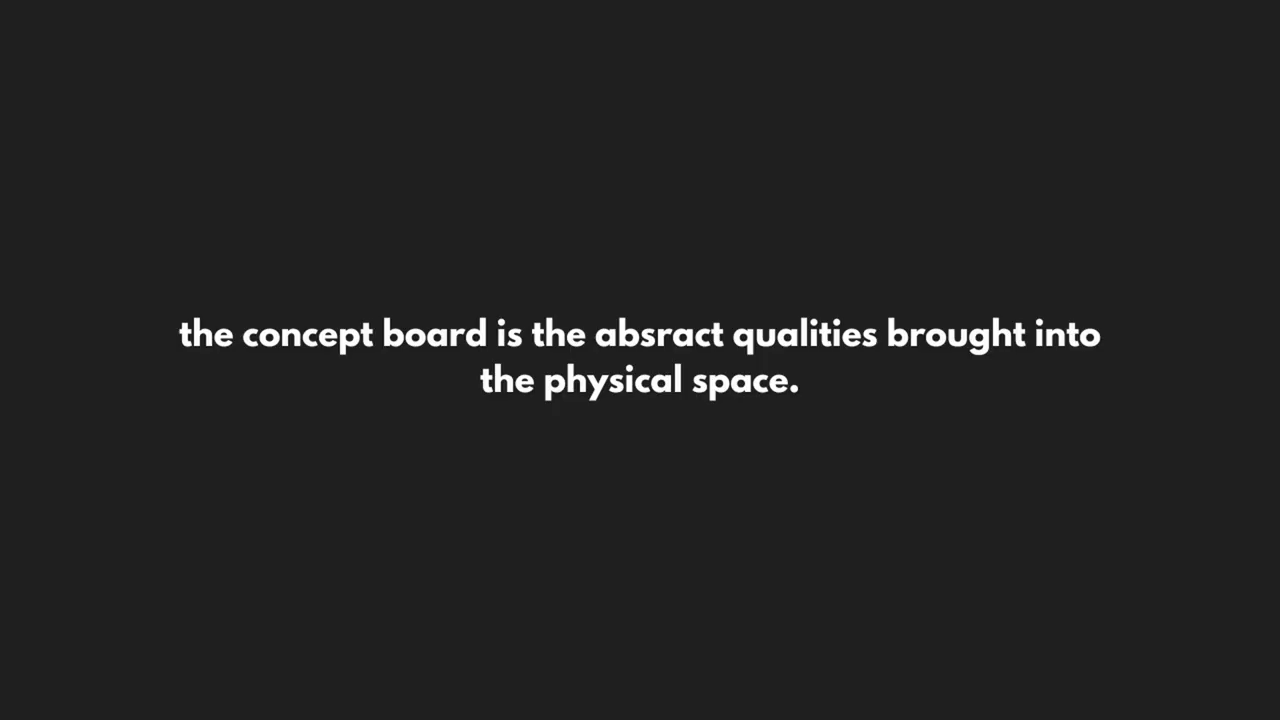 the concept board is the absract qualities brought into
the physical space.